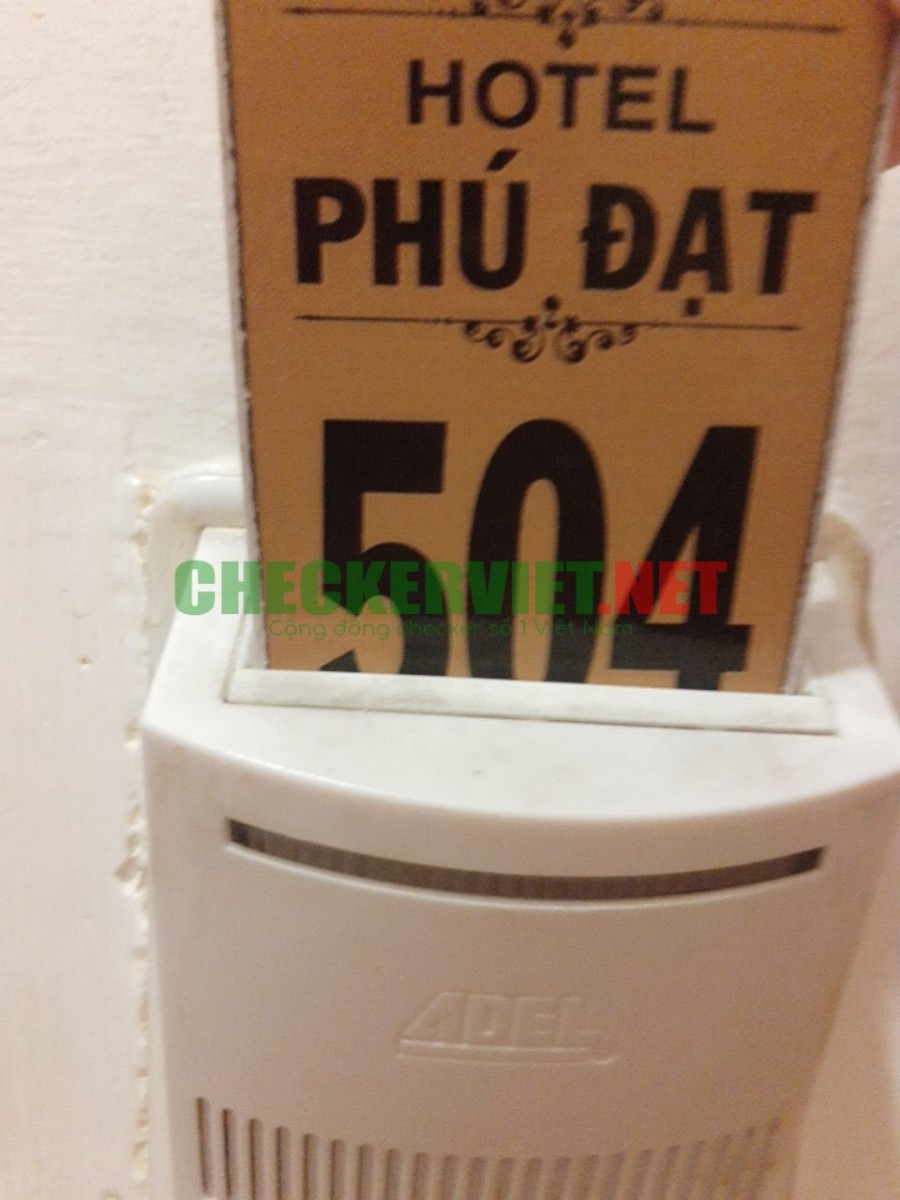 HOTEL
PHÚ ĐẠT
504
CHECKERVIET.NET
Cộng đồng checker số 1 Việt Nam
ADEL